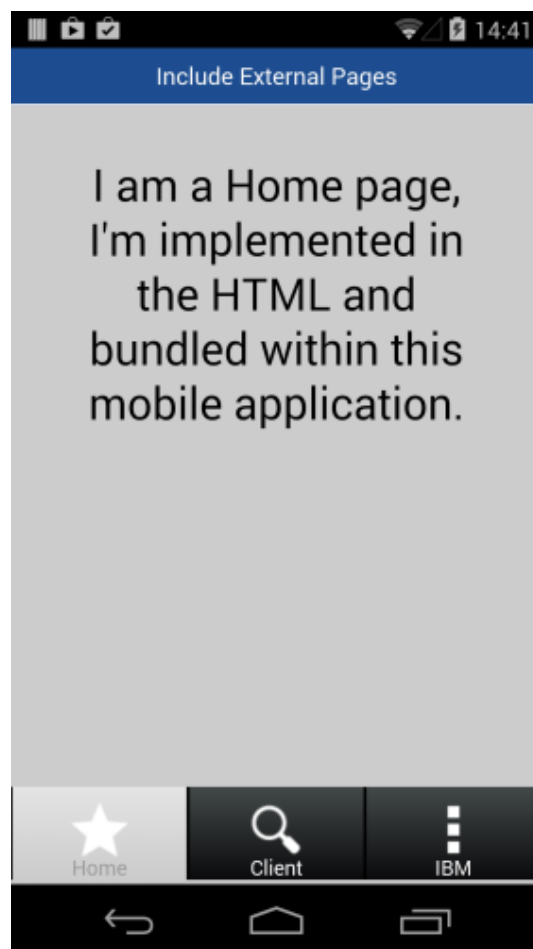 14:41
Include External Pages
I am a Home page,
I'm implemented in
the HTML and
bundled within this
mobile application.
Home
Client
IBM